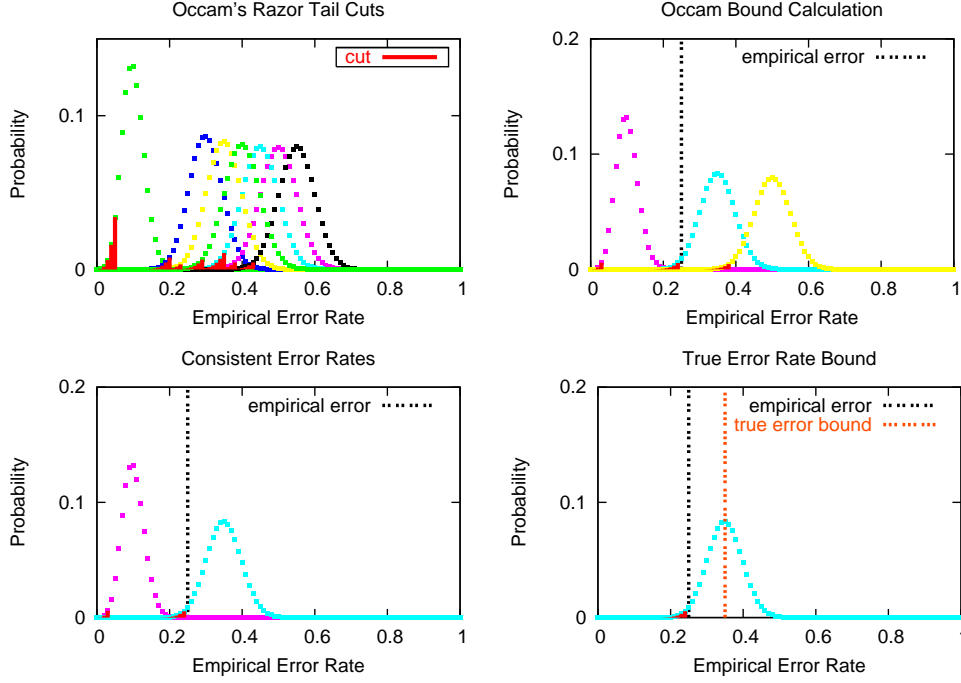 Occam's Razor Tail Cuts
cut
Probability
0.1
0
0 0.2 0.4 0.6 0.8 1
Empirical Error Rate
Occam Bound Calculation
empirical error
Probability
0.2
0.1
0
0 0.2 0.4 0.6 0.8 1
Empirical Error Rate
Consistent Error Rates
empirical error
Probability
0.2
0.1
0
0 0.2 0.4 0.6 0.8 1
Empirical Error Rate
True Error Rate Bound
empirical error
true error bound
Probability
0.2
0.1
0
0 0.2 0.4 0.6 0.8 1
Empirical Error Rate